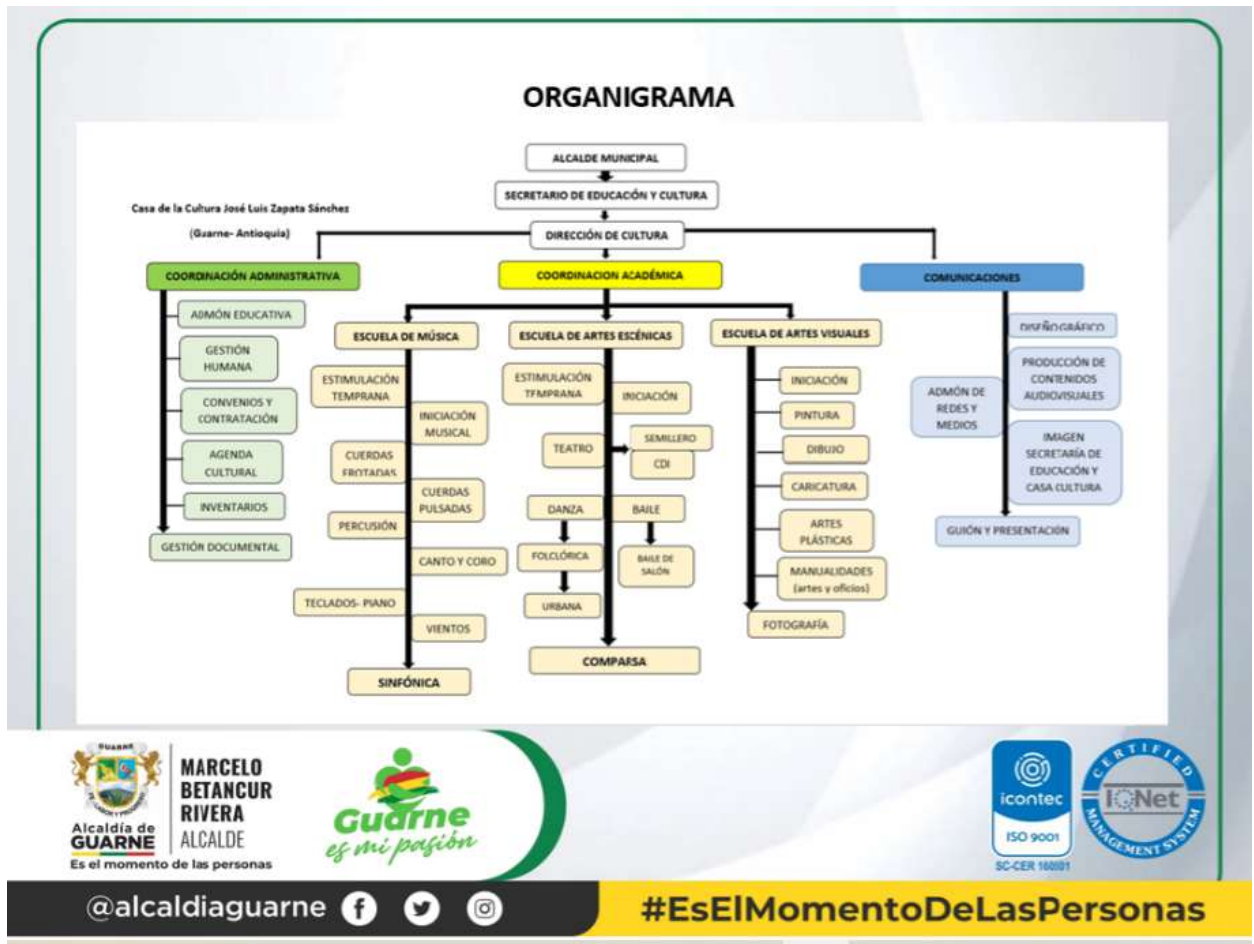 ORGANIGRAMA
ALCALDE MUNICIPAL
SECRETARIO DE EDUCACIÓN Y CULTURA
Casa de la Cultura José Luis Zapata Sánchez
(Guarne- Antioquia)
DIRECCIÓN DE CULTURA
COORDINACIÓN ADMINISTRATIVA
ADMÓN EDUCATIVA
GESTIÓN
HUMANA
CONVENIOS Y
CONTRATACIÓN
AGENDA
CULTURAL
INVENTARIOS
GESTIÓN DOCUMENTAL
COORDINACION ACADÉMICA
ESCUELA DE MÚSICA
ESTIMULACIÓN
TEMPRANA
INICIACIÓN
MUSICAL
CUERDAS
FROTADAS
CUERDAS
PULSADAS
PERCUSIÓN
CANTO Y CORO
TECLADOS- PIANO
VIENTOS
SINFÓNICA
ESCUELA DE ARTES ESCÉNICAS
ESTIMULACIÓN
TEMPRANA
INICIACIÓN
TEATRO
SEMILLERO
CDI
DANZA
BAILE
FOLCLÓRICA
BAILE DE
SALÓN
URBANA
COMPARSA
ESCUELA DE ARTES VISUALES
INICIACIÓN
PINTURA
DIBUJO
CARICATURA
ARTES
PLÁSTICAS
MANUALIDADES
(artes y oficios)
FOTOGRAFÍA
COMUNICACIONES
DISEÑO GRÁFICO
PRODUCCIÓN DE
CONTENIDOS
AUDIOVISUALES
ADMÓN DE
REDES Y
MEDIOS
IMAGEN
SECRETARÍA DE
EDUCACIÓN Y
CASA CULTURA
GUIÓN Y PRESENTACIÓN
GUARNE
Alcaldía de
GUARNE
Es el momento de las personas
MARCELO
BETANCUR
RIVERA
ALCALDE
Guarne
es mi pasión
icontec
ISO 9001
SC-CER
CERTIFIED
IQNet
MANAGEMENT SYSTEM
@alcaldiaguarne
#EsElMomentoDeLasPersonas